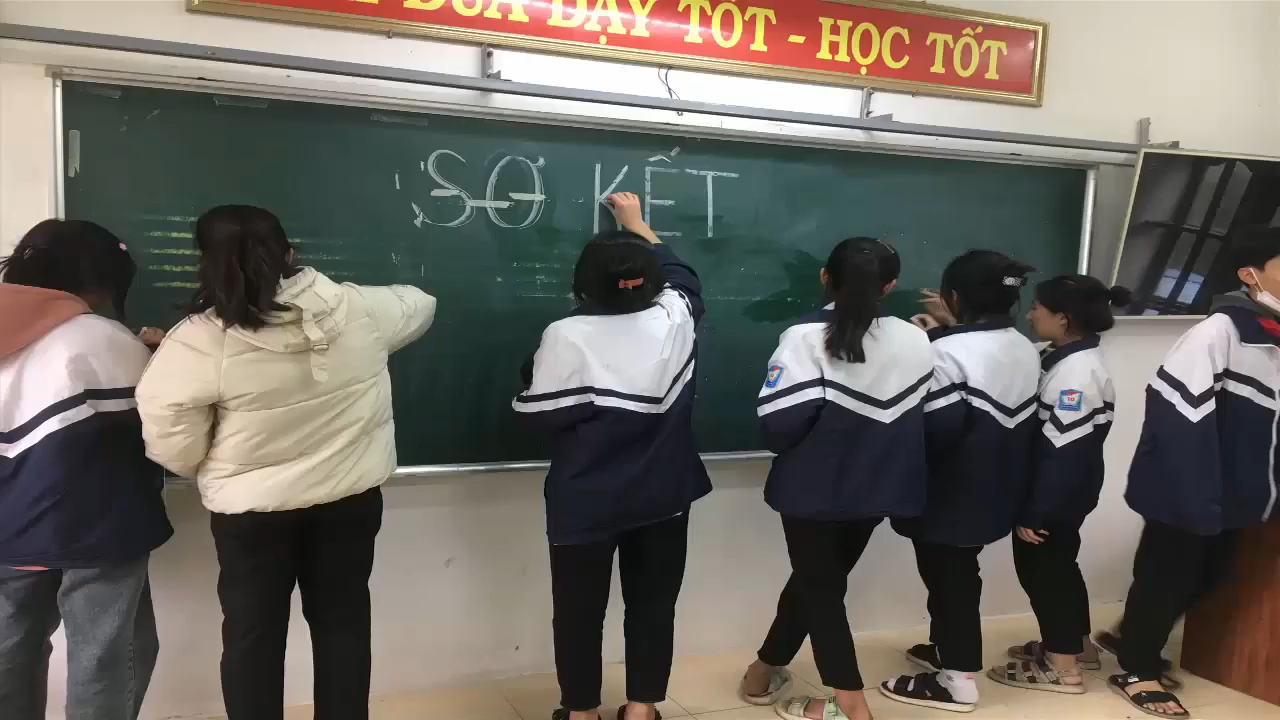 ĐUA DẠY TỐT - HỌC TỐT
SƠ KẾT